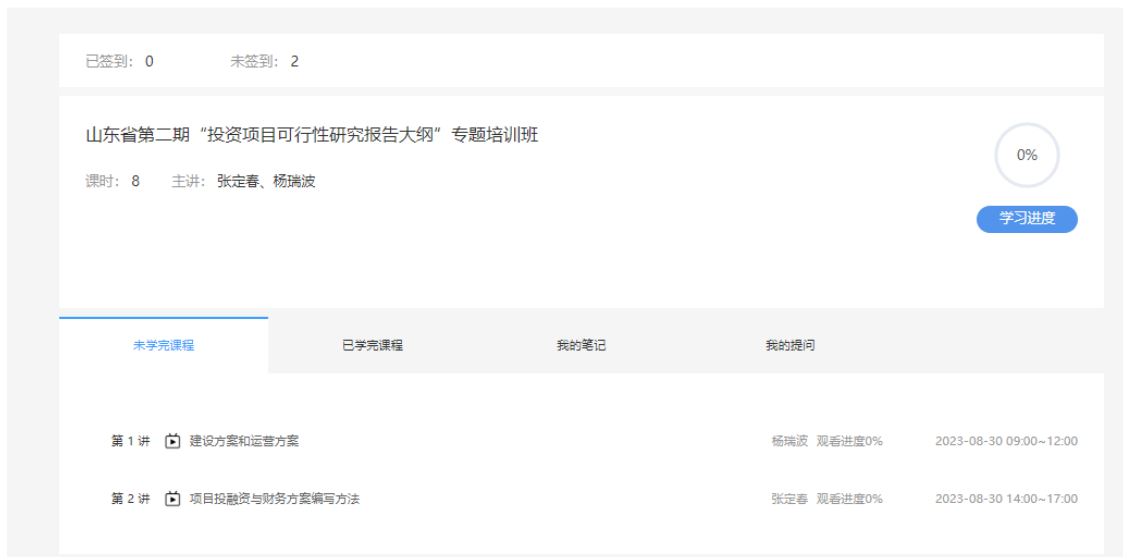 已签到: 0 未签到: 2
山东省第二期“投资项目可行性研究报告大纲”专题培训班
课时: 8 主讲: 张定春、杨瑞波
0%
学习进度
未学完课程 已学完课程 我的笔记 我的提问
第 1 讲 建设方案和运营方案 杨瑞波 观看进度0% 2023-08-30 09:00~12:00
第 2 讲 项目投融资与财务方案编写方法 张定春 观看进度0% 2023-08-30 14:00~17:00